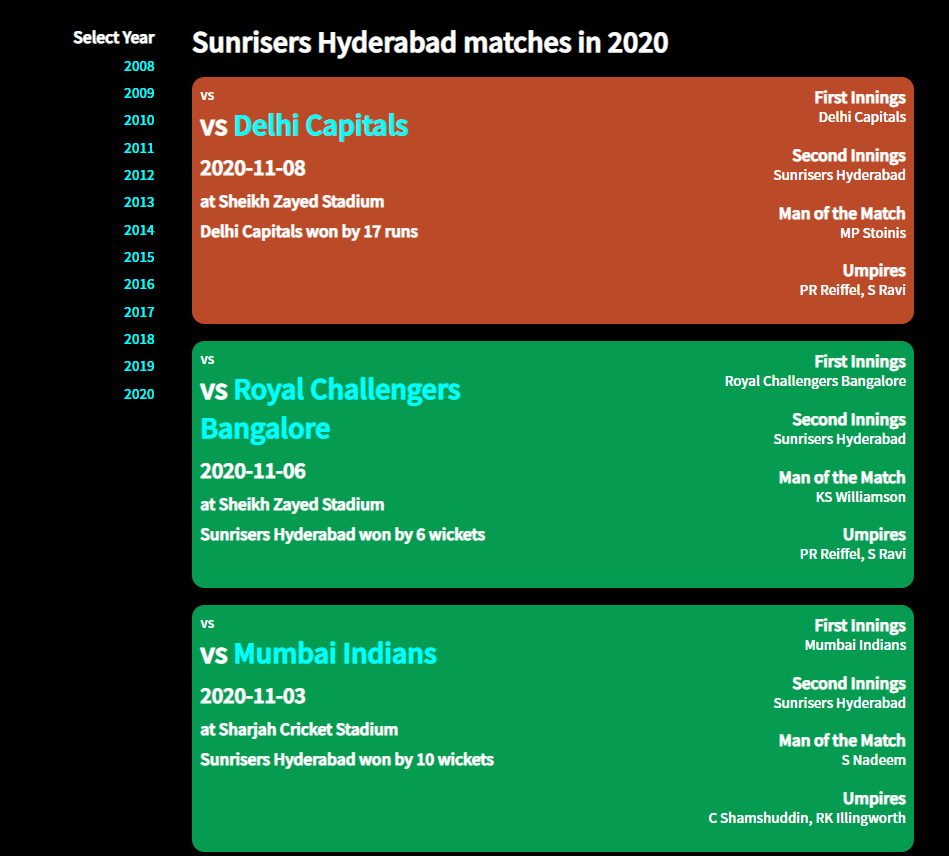 Select Year
2008
2009
2010
2011
2012
2013
2014
2015
2016
2017
2018
2019
2020
Sunrisers Hyderabad matches in 2020
vs
vs Delhi Capitals
2020-11-08
at Sheikh Zayed Stadium
Delhi Capitals won by 17 runs
First Innings
Delhi Capitals
Second Innings
Sunrisers Hyderabad
Man of the Match
MP Stoinis
Umpires
PR Reiffel, S Ravi
vs
vs Royal Challengers
Bangalore
2020-11-06
at Sheikh Zayed Stadium
Sunrisers Hyderabad won by 6 wickets
First Innings
Royal Challengers Bangalore
Second Innings
Sunrisers Hyderabad
Man of the Match
KS Williamson
Umpires
PR Reiffel, S Ravi
vs
vs Mumbai Indians
2020-11-03
at Sharjah Cricket Stadium
Sunrisers Hyderabad won by 10 wickets
First Innings
Mumbai Indians
Second Innings
Sunrisers Hyderabad
Man of the Match
S Nadeem
Umpires
C Shamshuddin, RK Illingworth